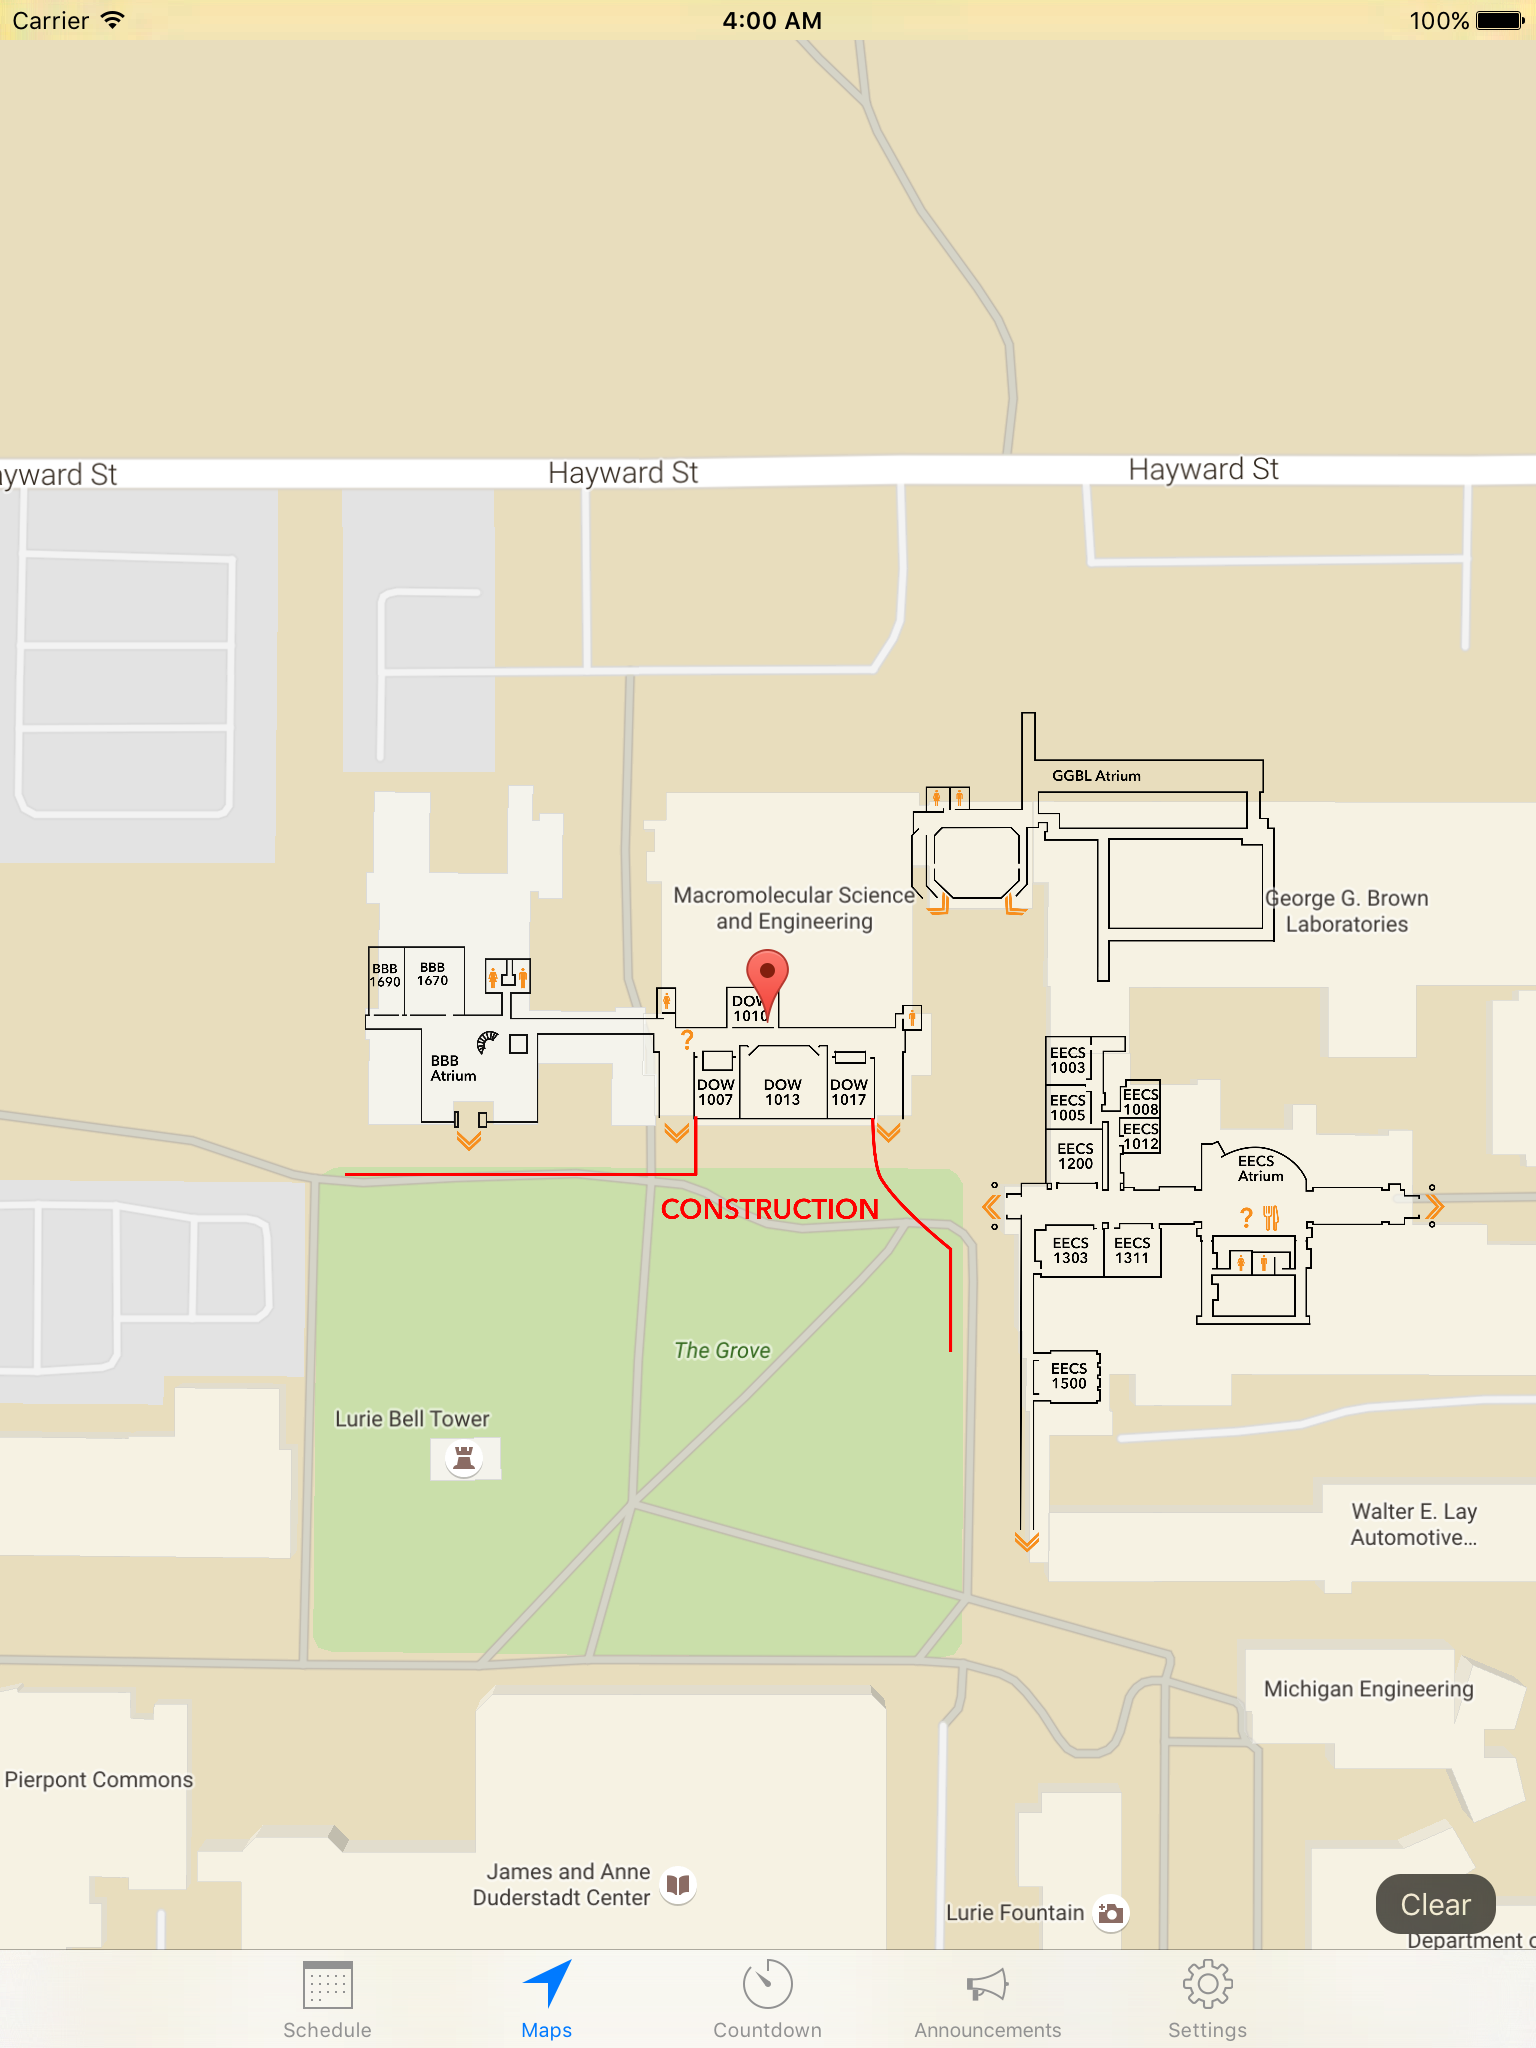 Carrier
4:00 AM
100%
Hayward St
Hayward St
GGBL Atrium
Macromolecular Science
and Engineering
George G. Brown
Laboratories
BBB
1690
BBB
1670
DOW
1010
?
BBB
Atrium
DOW
1007
DOW
1013
DOW
1017
EECS
1003
EECS
1005
EECS
1008
EECS
1012
EECS
1200
EECS
Atrium
?
CONSTRUCTION
EECS
1303
EECS
1311
The Grove
EECS
1500
Lurie Bell Tower
Walter E. Lay
Automotive...
Michigan Engineering
Pierpont Commons
James and Anne
Duderstadt Center
Lurie Fountain
Clear
Department
Schedule
Maps
Countdown
Announcements
Settings